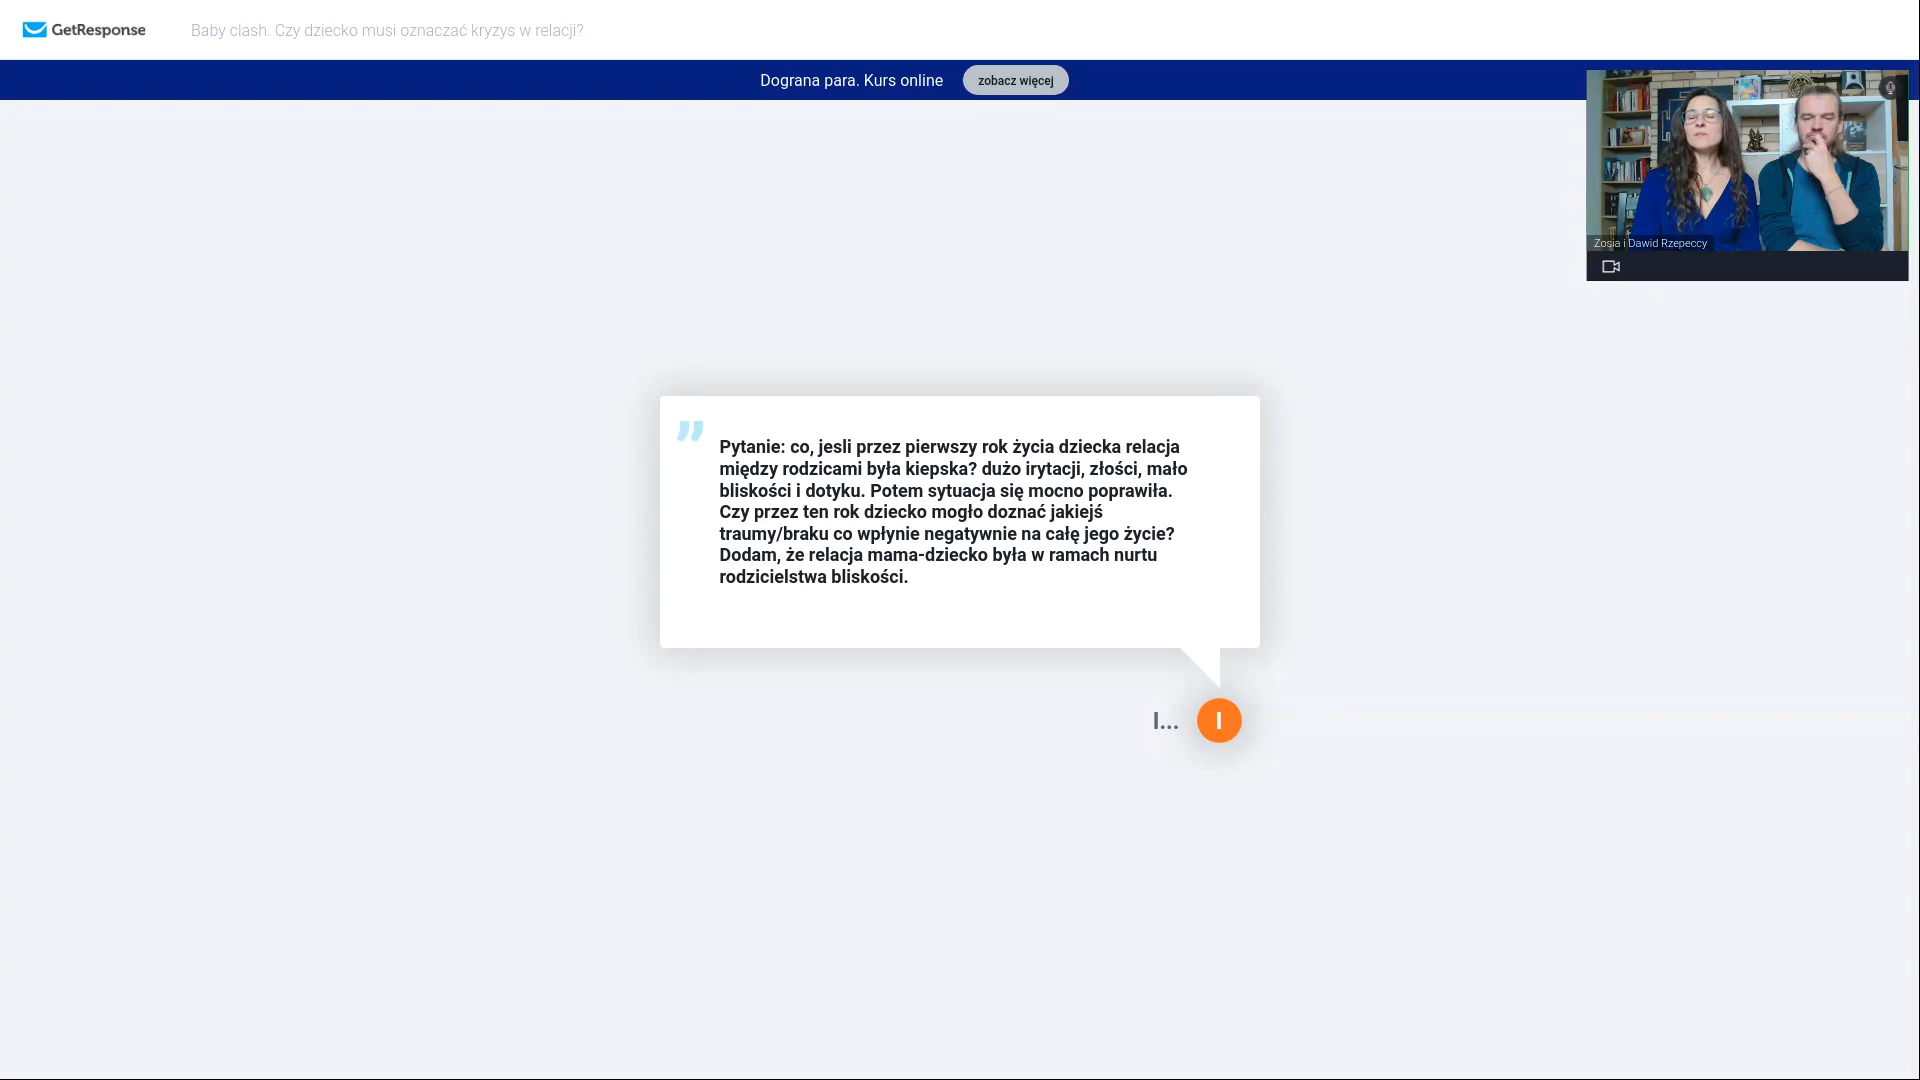 GetResponse
Baby clash. Czy dziecko musi oznaczać kryzys w relacji?
Dograna para. Kurs online
zobacz więcej
Zosia i Dawid Rzepeccy
Pytanie: co, jesli przez pierwszy rok życia dziecka relacja
między rodzicami była kiepska? dużo irytacji, złości, mało
bliskości i dotyku. Potem sytuacja się mocno poprawiła.
Czy przez ten rok dziecko mogło doznać jakiejś
traumy/braku co wpłynie negatywnie na całę jego życie?
Dodam, że relacja mama-dziecko była w ramach nurtu
rodzicielstwa bliskości.
I...
I